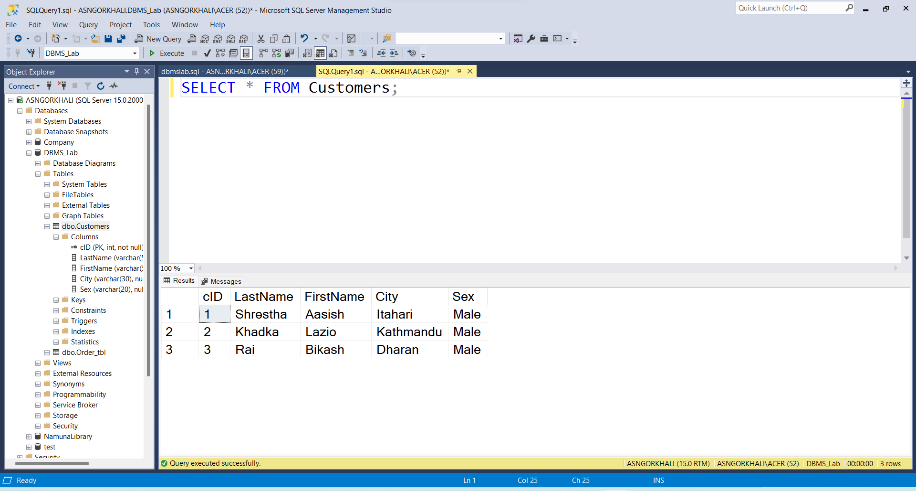 SQLQuery1.sql - ASNGORKHALI.DBMS_Lab (ASNGORKHALI\ACER (52))* - Microsoft SQL Server Management Studio
Quick Launch (Ctrl+Q)
File Edit View Query Project Tools Window Help
New Query
DBMS_Lab
Execute
Object Explorer
dbmslab.sql - ASN...RKHALI\ACER (59))*
SQLQuery1.sql - A...ORKHALI\ACER (52))*
Connect
SELECT * FROM Customers;
ASNGORKHALI (SQL Server 15.0.2000
Databases
System Databases
Database Snapshots
Company
DBMS_Lab
Database Diagrams
Tables
System Tables
FileTables
External Tables
Graph Tables
dbo.Customers
Columns
cID (PK, int, not null)
LastName (varchar(
FirstName (varchar(
City (varchar(30), nu
Sex (varchar(20), nul
Keys
Constraints
Triggers
Indexes
Statistics
dbo.Order_tbl
Views
External Resources
Synonyms
Programmability
Service Broker
Storage
Security
NamunaLibrary
test
Security
100 %
Results Messages
cID LastName FirstName City Sex
1 1 Shrestha Aasish Itahari Male
2 2 Khadka Lazio Kathmandu Male
3 3 Rai Bikash Dharan Male
Query executed successfully.
ASNGORKHALI (15.0 RTM) ASNGORKHALI\ACER (52) DBMS_Lab 00:00:00 3 rows
Ready Ln 1 Col 25 Ch 25 INS